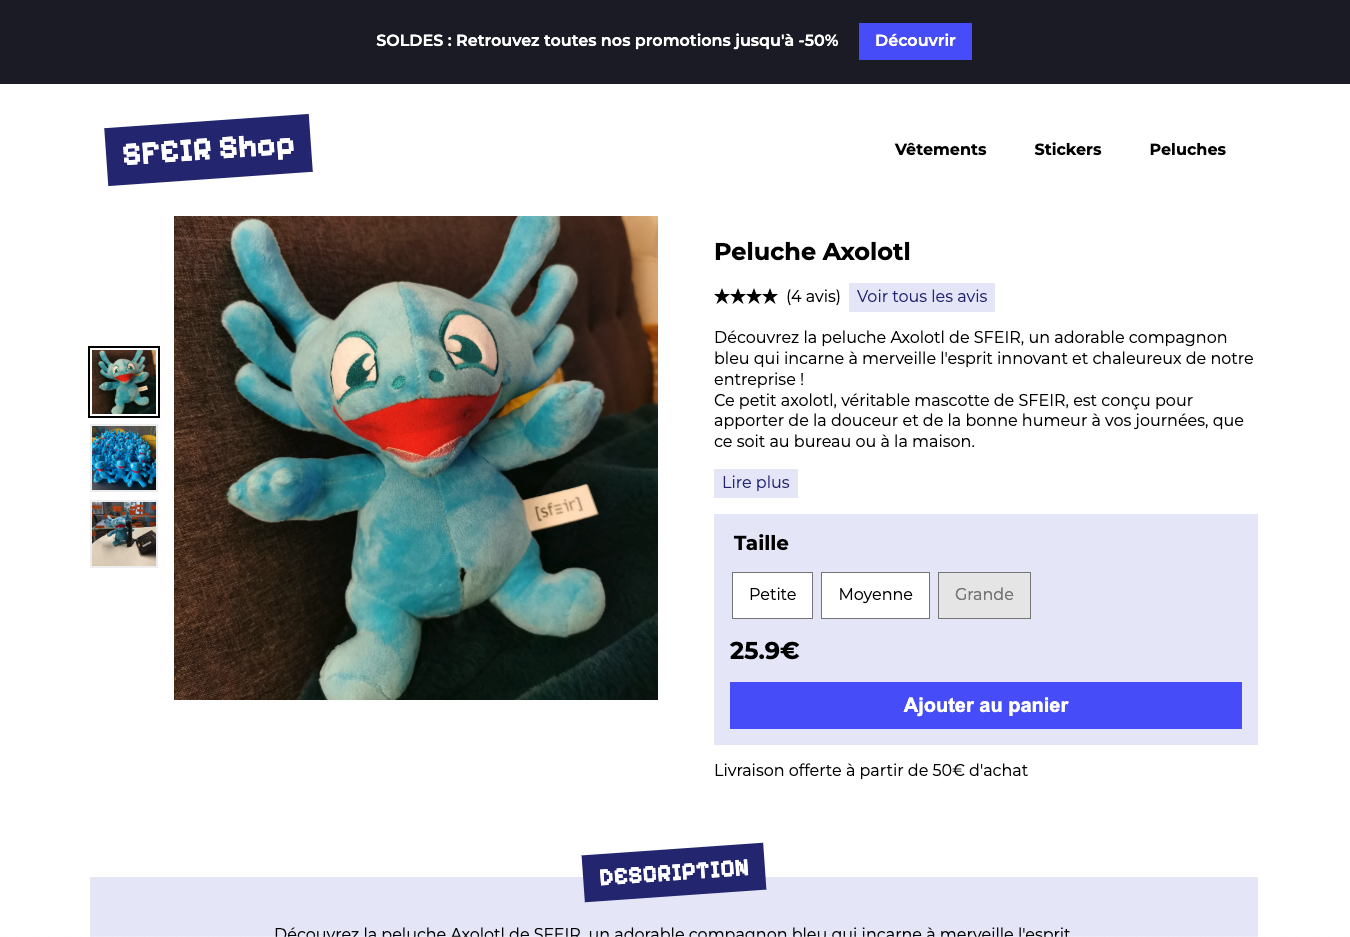 SOLDES : Retrouvez toutes nos promotions jusqu'à -50% Découvrir
SFEIR Shop
Vêtements Stickers Peluches
Peluche Axolotl
★★★★ (4 avis) Voir tous les avis
Découvrez la peluche Axolotl de SFEIR, un adorable compagnon
bleu qui incarne à merveille l'esprit innovant et chaleureux de notre
entreprise !
Ce petit axolotl, véritable mascotte de SFEIR, est conçu pour
apporter de la douceur et de la bonne humeur à vos journées, que
ce soit au bureau ou à la maison.
Lire plus
[sfeir]
Taille
Petite Moyenne Grande
25.9€
Ajouter au panier
Livraison offerte à partir de 50€ d'achat
DESCRIPTION
Découvrez la peluche Axolotl de SFEIR, un adorable compagnon bleu qui incarne à merveille l'esprit